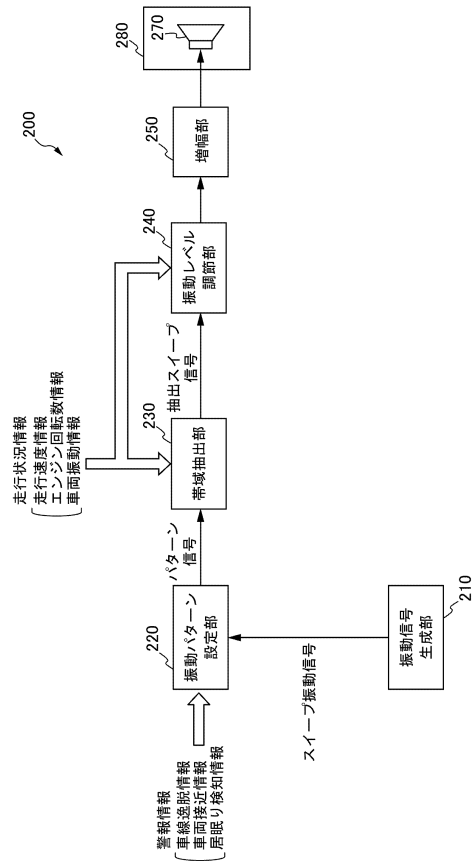 200
警報情報
車線逸脱情報
車両接近情報
居眠り検知情報
220
振動パターン
設定部
スイープ振動信号
振動信号
生成部
210
パターン
信号
走行状況情報
走行速度情報
エンジン回転数情報
車両振動情報
230
帯域抽出部
抽出スイープ
信号
240
振動レベル
調節部
250
増幅部
280
270